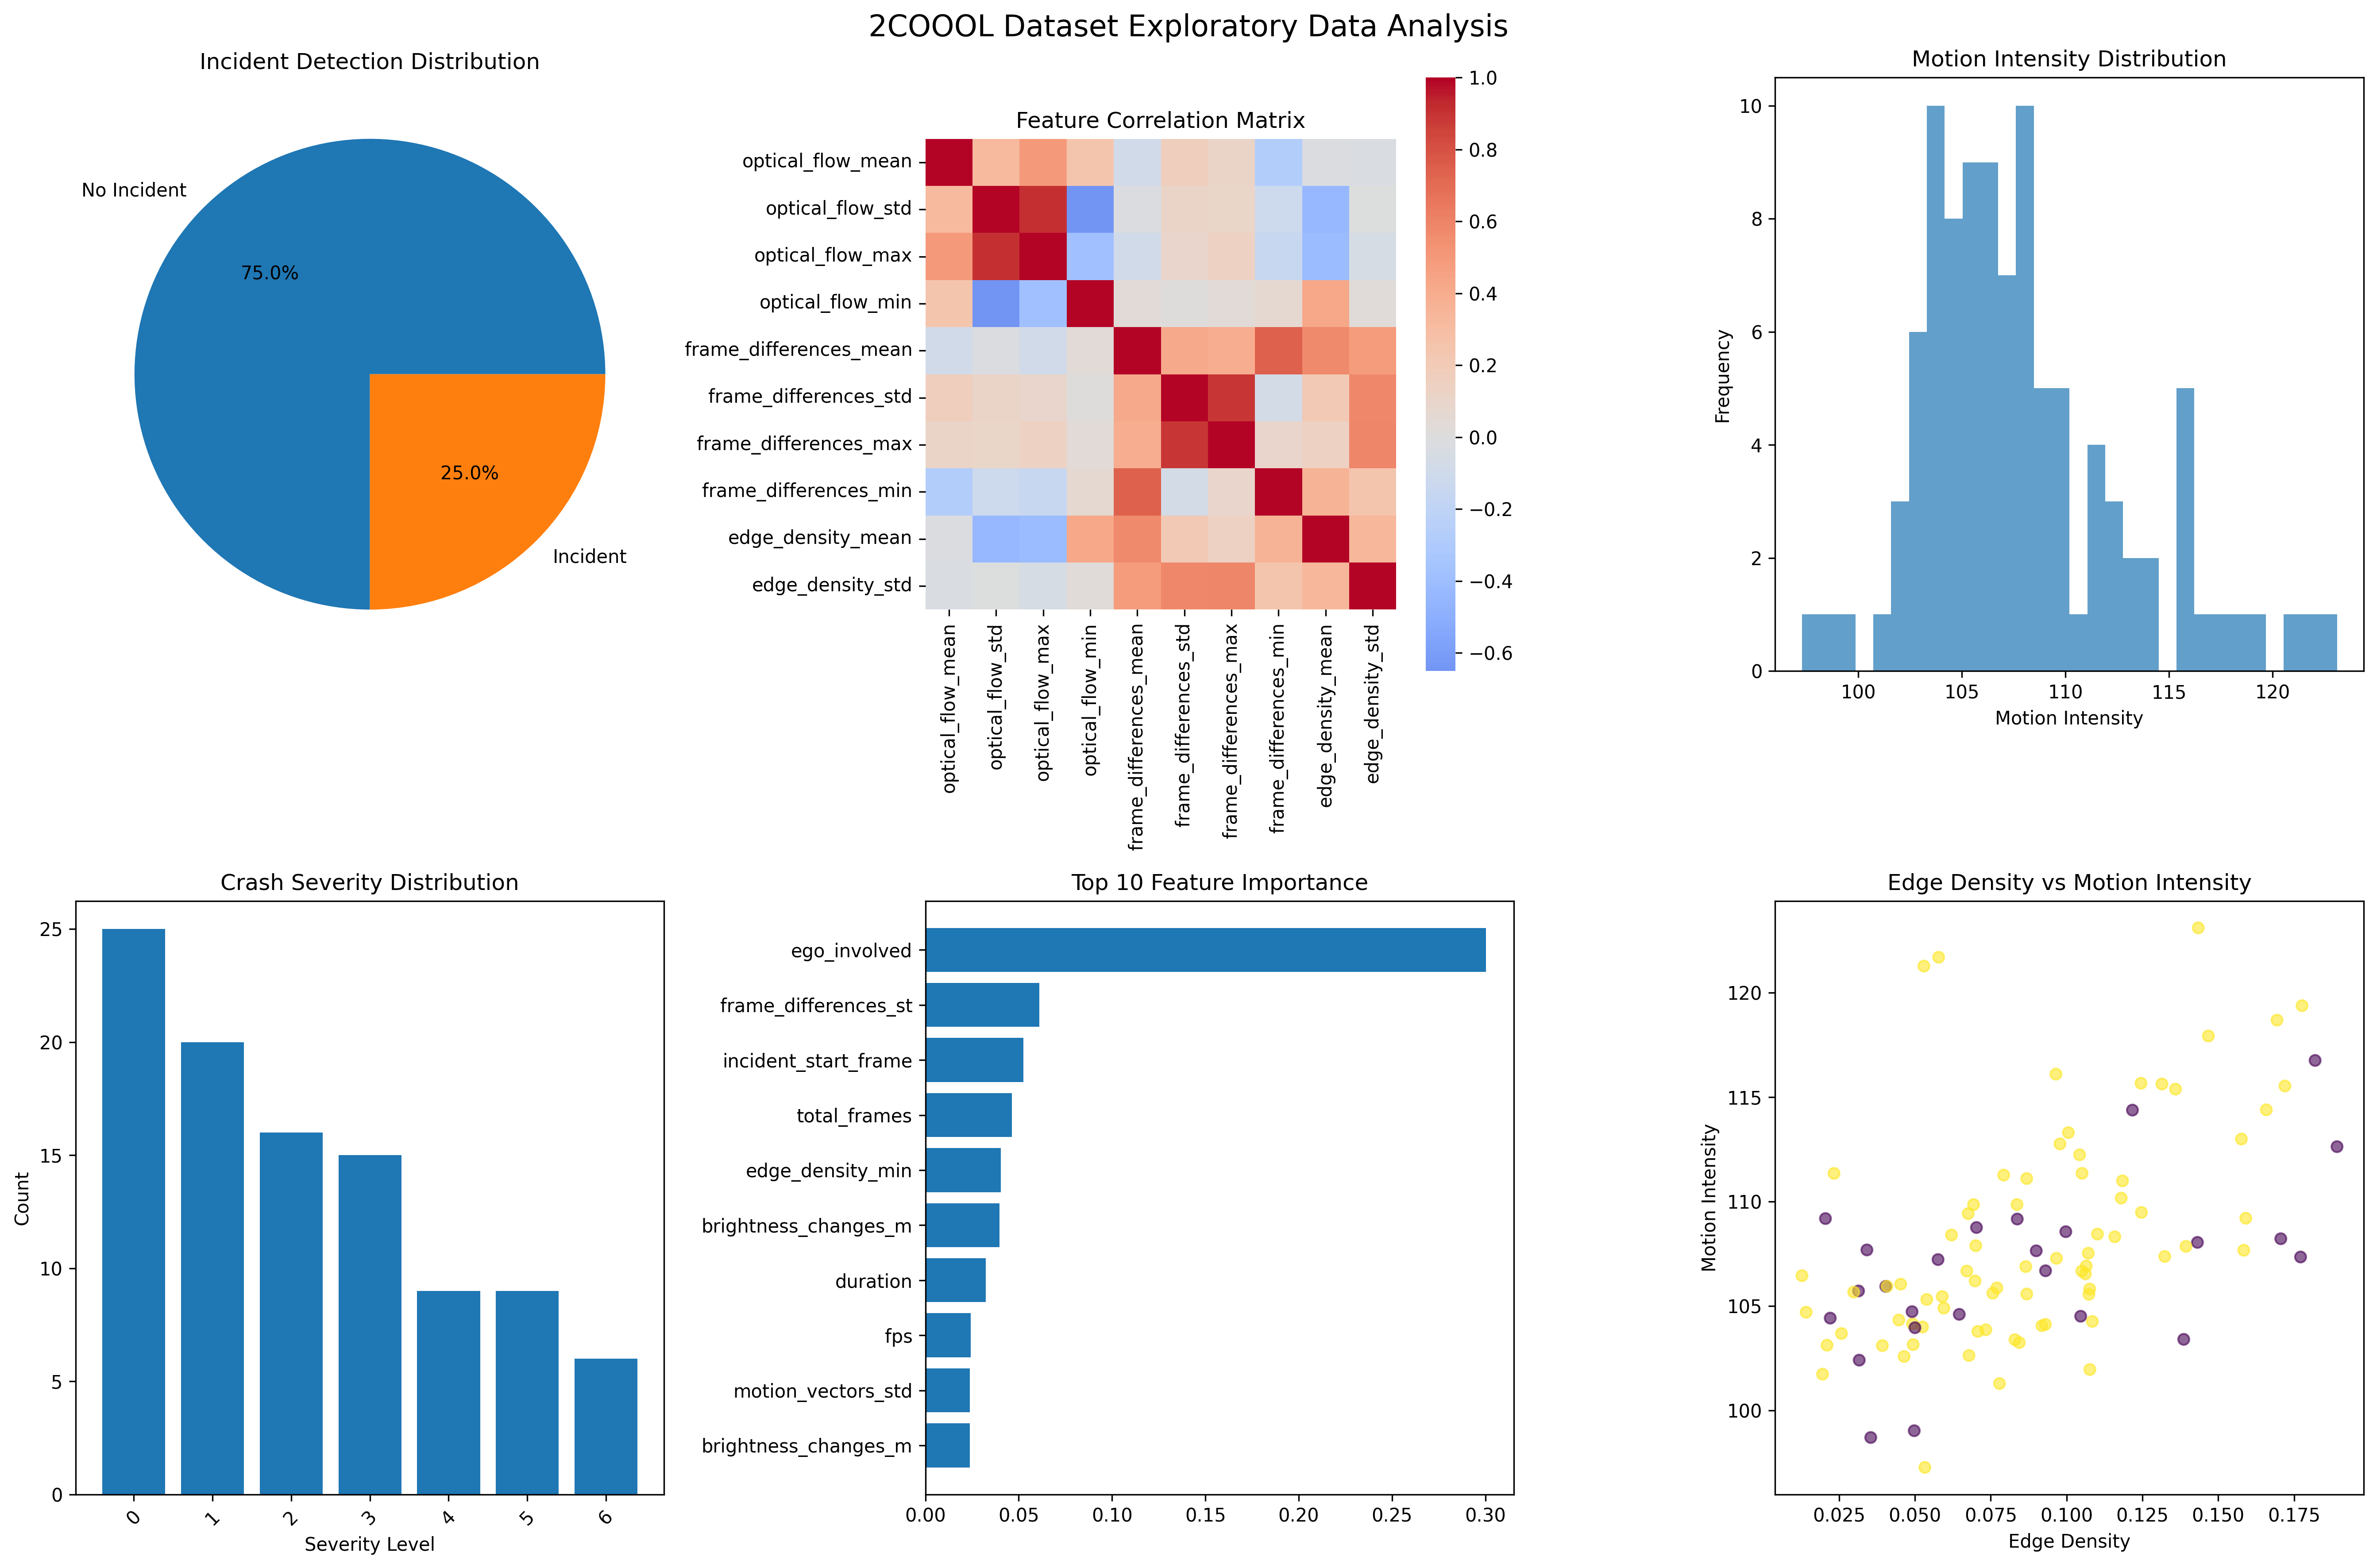 2COOOL Dataset Exploratory Data Analysis
Incident Detection Distribution
No Incident
75.0%
25.0%
Incident
Feature Correlation Matrix
optical_flow_mean
optical_flow_std
optical_flow_max
optical_flow_min
frame_differences_mean
frame_differences_std
frame_differences_max
frame_differences_min
edge_density_mean
edge_density_std
optical_flow_mean
optical_flow_std
optical_flow_max
optical_flow_min
frame_differences_mean
frame_differences_std
frame_differences_max
frame_differences_min
edge_density_mean
edge_density_std
1.0
0.8
0.6
0.4
0.2
0.0
−0.2
−0.4
−0.6
Motion Intensity Distribution
Frequency
10
8
6
4
2
0
100 105 110 115 120
Motion Intensity
Crash Severity Distribution
Count
25
20
15
10
5
0
0 1 2 3 4 5 6
Severity Level
Top 10 Feature Importance
ego_involved
frame_differences_st
incident_start_frame
total_frames
edge_density_min
brightness_changes_m
duration
fps
motion_vectors_std
brightness_changes_m
0.00 0.05 0.10 0.15 0.20 0.25 0.30
Edge Density vs Motion Intensity
Motion Intensity
120
115
110
105
100
0.025 0.050 0.075 0.100 0.125 0.150 0.175
Edge Density